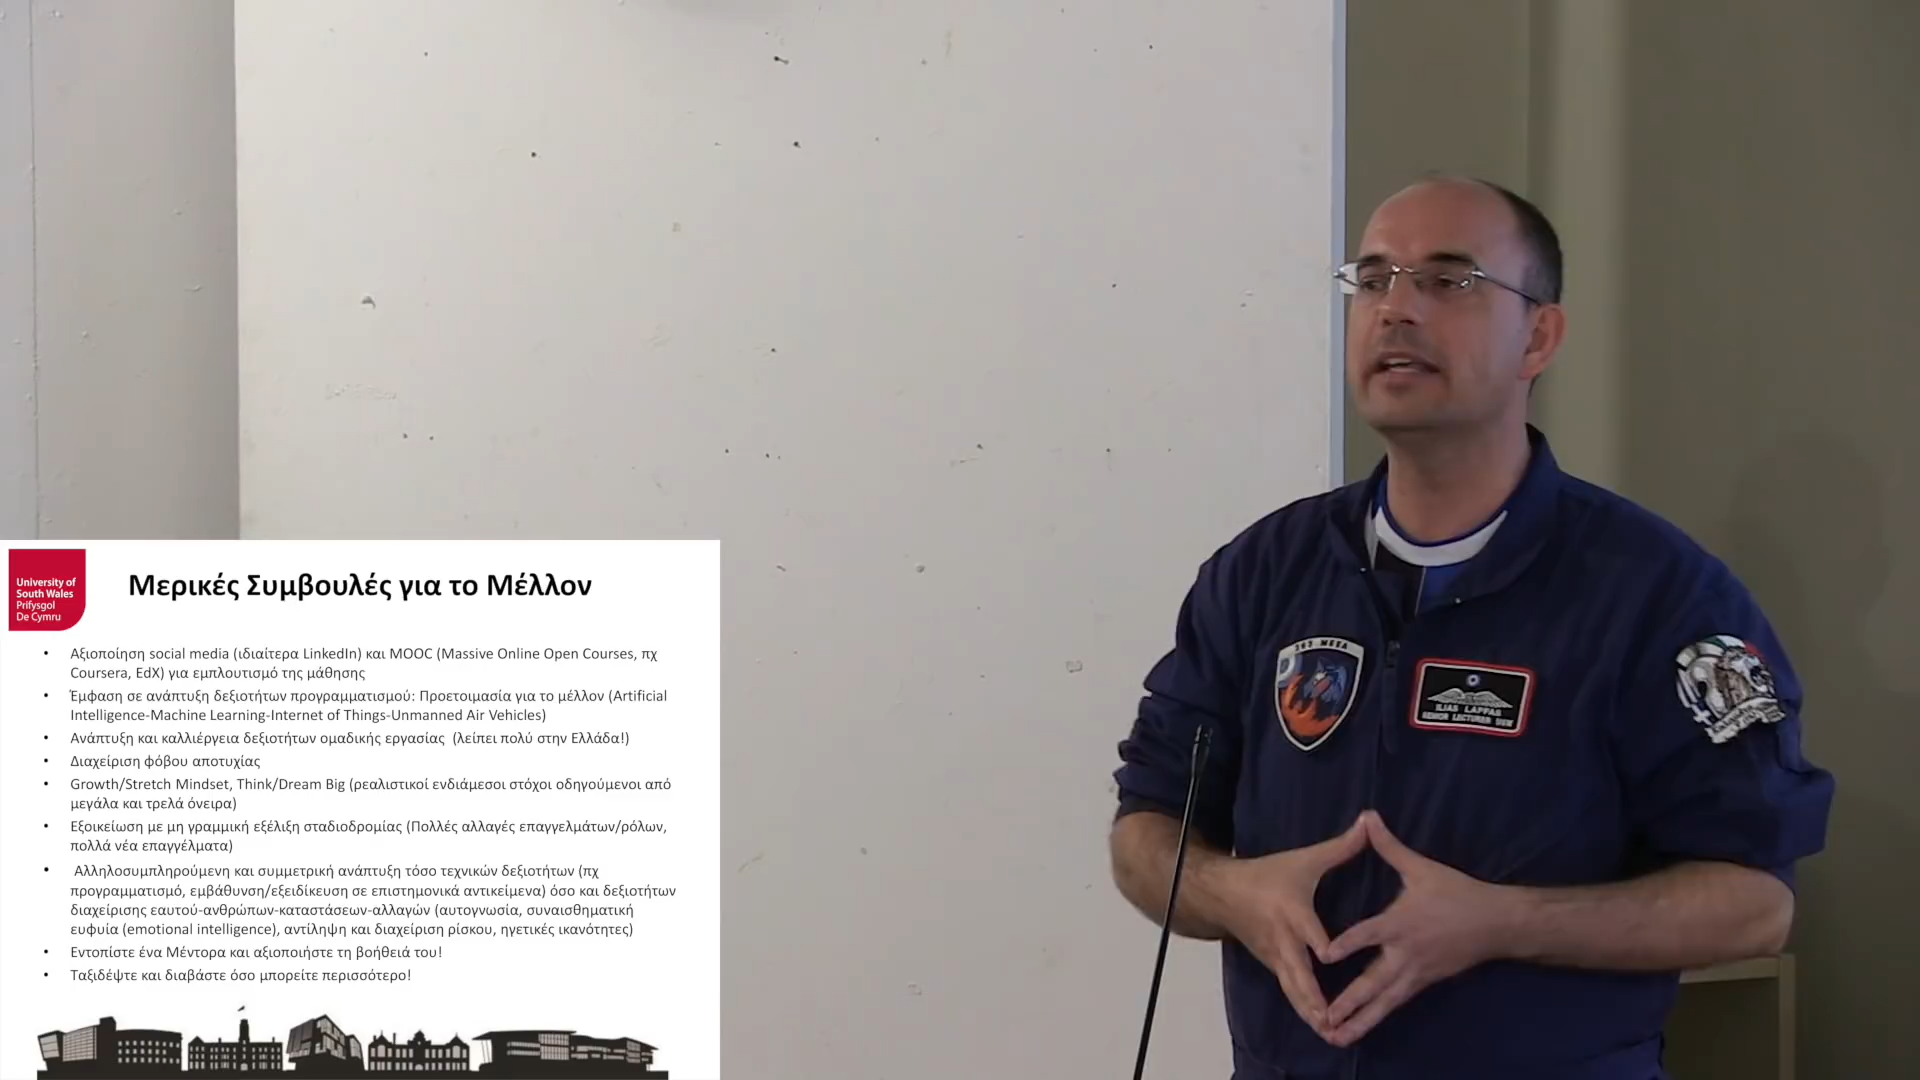 University of
South Wales
Prifysgol
De Cymru
Μερικές Συμβουλές για το Μέλλον
• Αξιοποίηση social media (ιδιαίτερα LinkedIn) και MOOC (Massive Online Open Courses, πχ
Coursera, EdX) για εμπλουτισμό της μάθησης
• Έμφαση σε ανάπτυξη δεξιοτήτων προγραμματισμού: Προετοιμασία για το μέλλον (Artificial
Intelligence-Machine Learning-Internet of Things-Unmanned Air Vehicles)
• Ανάπτυξη και καλλιέργεια δεξιοτήτων ομαδικής εργασίας (λείπει πολύ στην Ελλάδα!)
• Διαχείριση φόβου αποτυχίας
• Growth/Stretch Mindset, Think/Dream Big (ρεαλιστικοί ενδιάμεσοι στόχοι οδηγούμενοι από
μεγάλα και τρελά όνειρα)
• Εξοικείωση με μη γραμμική εξέλιξη σταδιοδρομίας (Πολλές αλλαγές επαγγελμάτων/ρόλων,
πολλά νέα επαγγέλματα)
• Αλληλοσυμπληρούμενη και συμμετρική ανάπτυξη τόσο τεχνικών δεξιοτήτων (πχ
προγραμματισμό, εμβάθυνση/εξειδίκευση σε επιστημονικά αντικείμενα) όσο και δεξιοτήτων
διαχείρισης εαυτού-ανθρώπων-καταστάσεων-αλλαγών (αυτογνωσία, συναισθηματική
ευφυία (emotional intelligence), αντίληψη και διαχείριση ρίσκου, ηγετικές ικανότητες)
• Εντοπίστε ένα Μέντορα και αξιοποιήστε τη βοήθειά του!
• Ταξιδέψτε και διαβάστε όσο μπορείτε περισσότερο!
ILIAS LAPPAS
SENIOR LECTURER USW